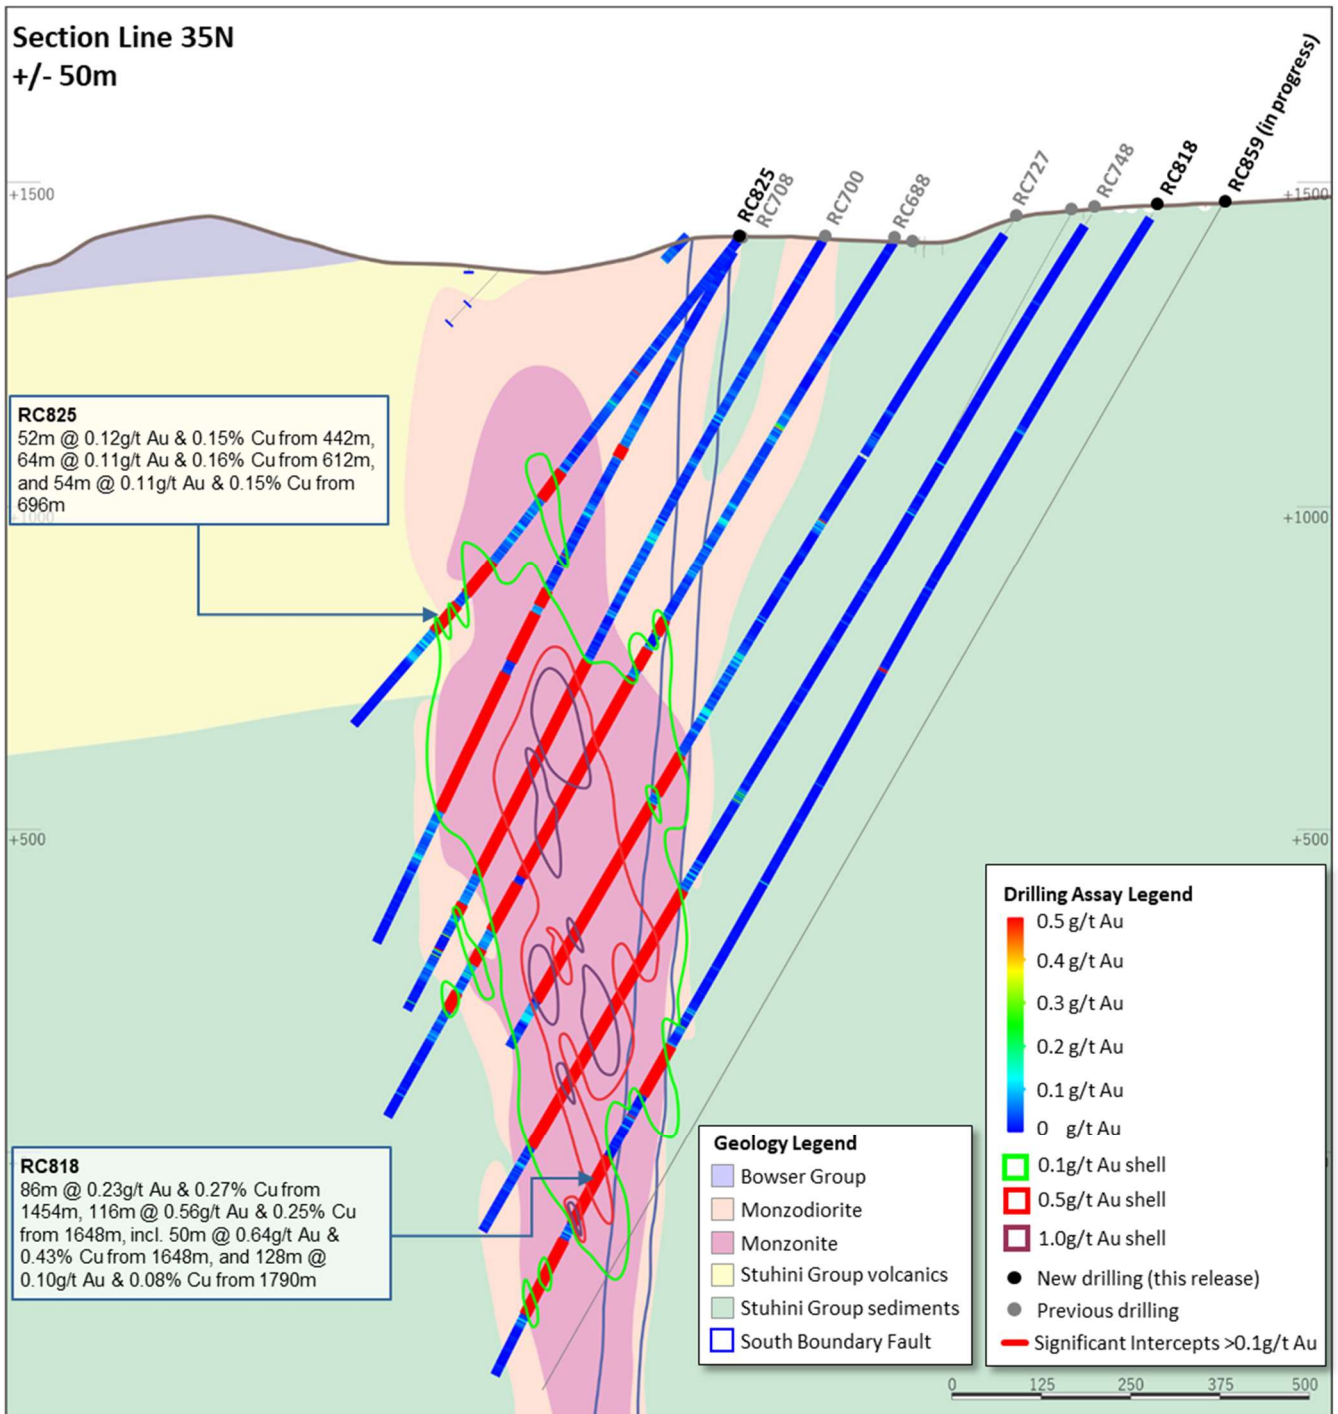 Section Line 35N
+/- 50m
RC825
RC708
RC700
RC688
RC727
RC748
RC818
RC859 (in progress)
+1500
+1500
RC825
52m @ 0.12g/t Au & 0.15% Cu from 442m,
64m @ 0.11g/t Au & 0.16% Cu from 612m,
and 54m @ 0.11g/t Au & 0.15% Cu from
696m
+1000
+1000
+500
+500
RC818
86m @ 0.23g/t Au & 0.27% Cu from
1454m, 116m @ 0.56g/t Au & 0.25% Cu
from 1648m, incl. 50m @ 0.64g/t Au &
0.43% Cu from 1648m, and 128m @
0.10g/t Au & 0.08% Cu from 1790m
Geology Legend
Bowser Group
Monzodiorite
Monzonite
Stuhini Group volcanics
Stuhini Group sediments
South Boundary Fault
Drilling Assay Legend
0.5 g/t Au
0.4 g/t Au
0.3 g/t Au
0.2 g/t Au
0.1 g/t Au
0 g/t Au
0.1g/t Au shell
0.5g/t Au shell
1.0g/t Au shell
New drilling (this release)
Previous drilling
Significant Intercepts >0.1g/t Au
0 125 250 375 500